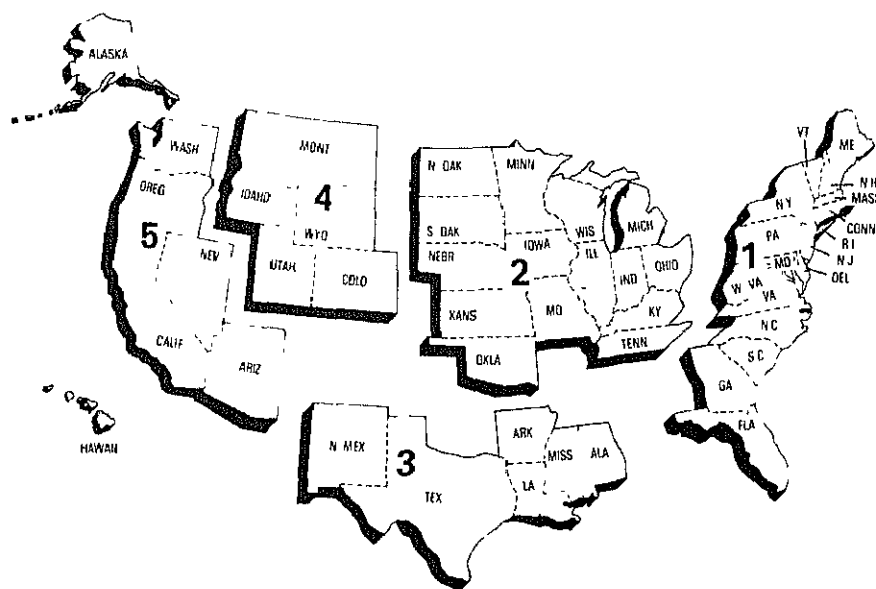 ALASKA
WASH
MONT
OREG
IDAHO
4
WYO
5
NEV
UTAH
COLO
CALIF
ARIZ
HAWAII
N DAK
MINN
S DAK
WIS
MICH
NEBR
IOWA
ILL
2
IND
OHIO
KANS
MO
KY
TENN
OKLA
VT
ME
N H
MASS
N Y
CONN
PA
R I
1
MD
N J
DEL
W VA
VA
N C
S C
GA
FLA
N MEX
3
ARK
MISS
ALA
LA
TEX